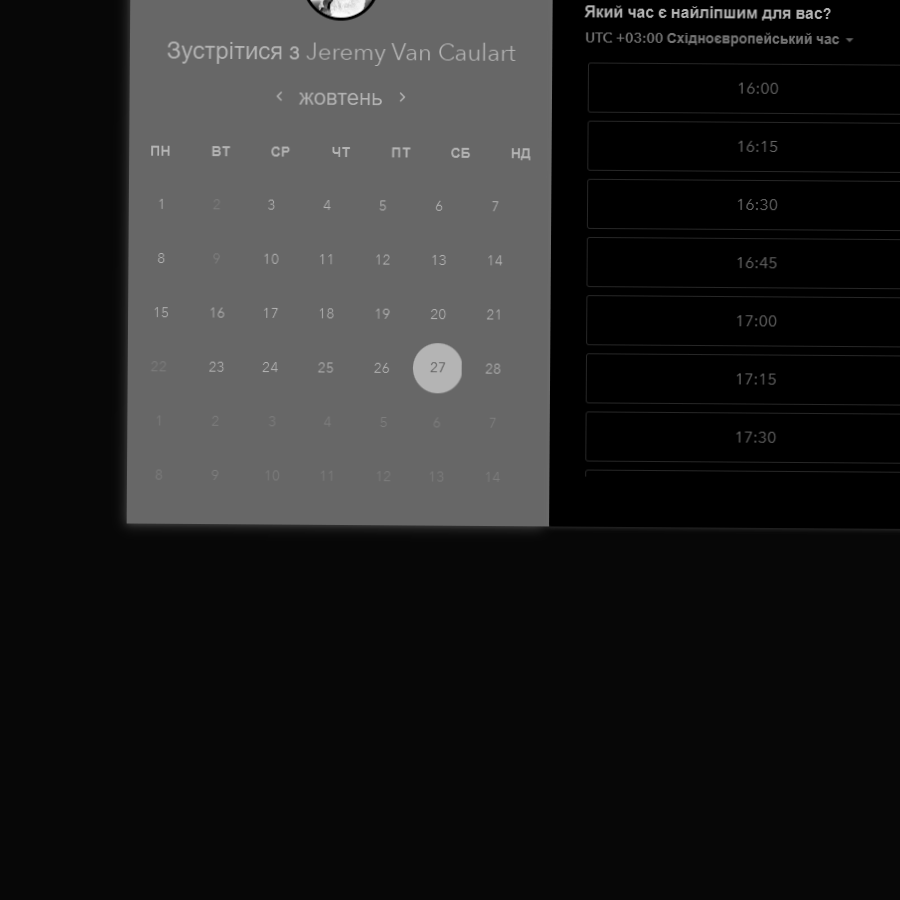 Зустрітися з Jeremy Van Caulart
жовтень
ПН ВТ СР ЧТ ПТ СБ НД
1 2 3 4 5 6 7
8 9 10 11 12 13 14
15 16 17 18 19 20 21
22 23 24 25 26 27 28
1 2 3 4 5 6 7
8 9 10 11 12 13 14
Який час є найліпшим для вас?
UTC +03:00 Східноєвропейський час
16:00
16:15
16:30
16:45
17:00
17:15
17:30